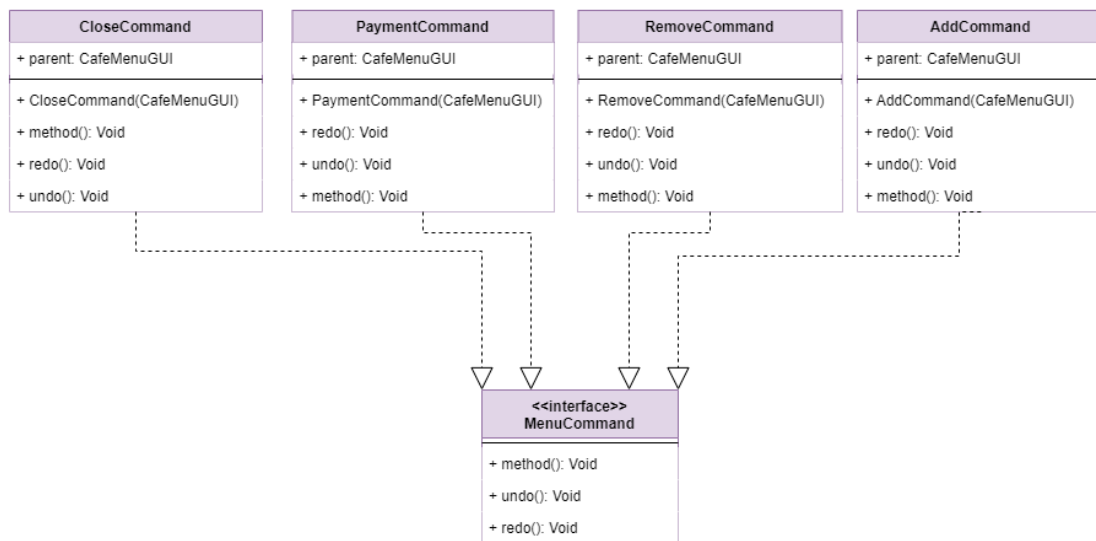 CloseCommand
+ parent: CafeMenuGUI
+ CloseCommand(CafeMenuGUI)
+ method(): Void
+ redo(): Void
+ undo(): Void
PaymentCommand
+ parent: CafeMenuGUI
+ PaymentCommand(CafeMenuGUI)
+ redo(): Void
+ undo(): Void
+ method(): Void
RemoveCommand
+ parent: CafeMenuGUI
+ RemoveCommand(CafeMenuGUI)
+ redo(): Void
+ undo(): Void
+ method(): Void
AddCommand
+ parent: CafeMenuGUI
+ AddCommand(CafeMenuGUI)
+ redo(): Void
+ undo(): Void
+ method(): Void
<<interface>>
MenuCommand
+ method(): Void
+ undo(): Void
+ redo(): Void